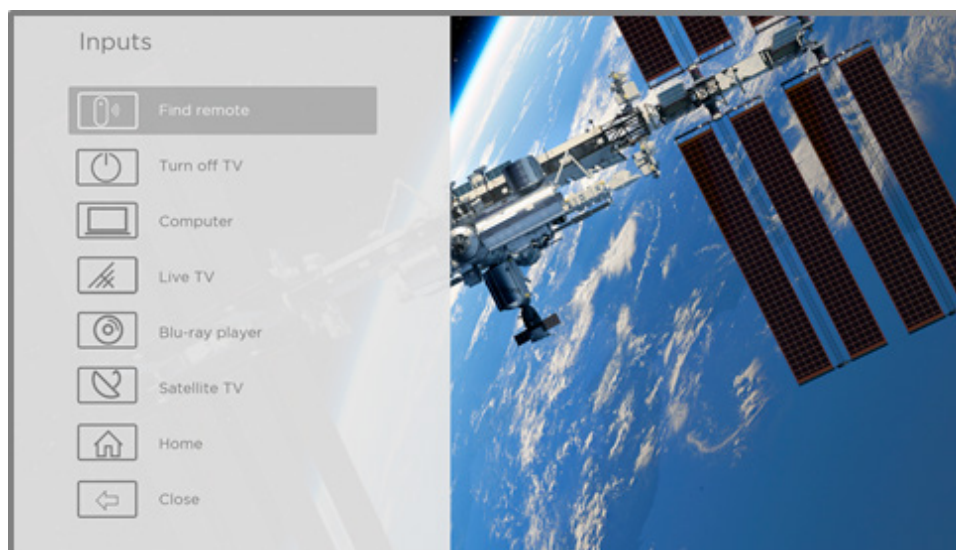 Inputs
Find remote
Turn off TV
Computer
Live TV
Blu-ray player
Satellite TV
Home
Close